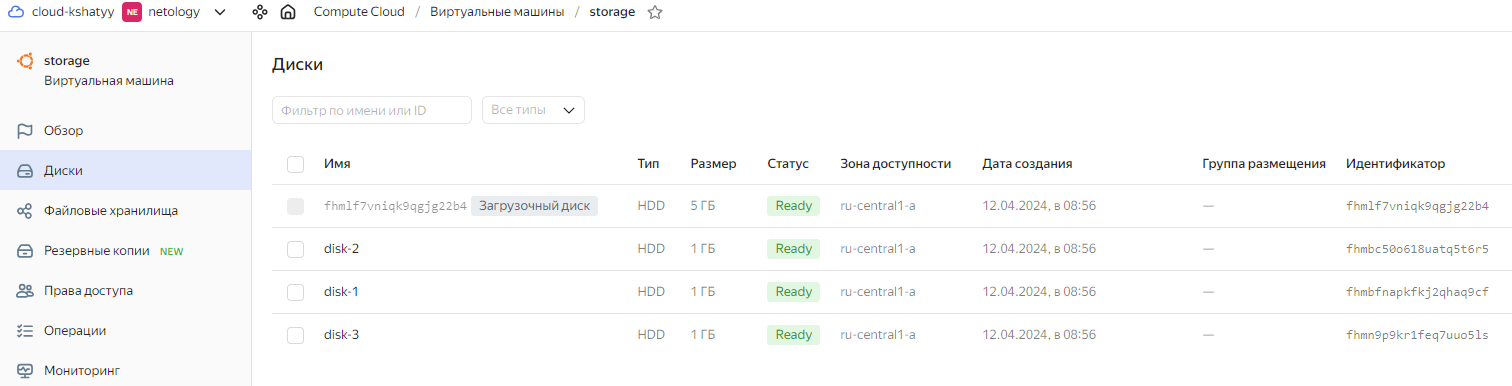 cloud-kshatyy NE netology Compute Cloud / Виртуальные машины / storage
storage
Виртуальная машина
Обзор
Диски
Файловые хранилища
Резервные копии NEW
Права доступа
Операции
Мониторинг
Диски
Фильтр по имени или ID Все типы
Имя Тип Размер Статус Зона доступности Дата создания Группа размещения Идентификатор
fhmlf7vniqk9qgjg22b4 Загрузочный диск HDD 5 ГБ Ready ru-central1-a 12.04.2024, в 08:56 — fhmlf7vniqk9qgjg22b4
disk-2 HDD 1 ГБ Ready ru-central1-a 12.04.2024, в 08:56 — fhmbc50o618uatq5t6r5
disk-1 HDD 1 ГБ Ready ru-central1-a 12.04.2024, в 08:56 — fhmbfnapkfkj2qhaq9cf
disk-3 HDD 1 ГБ Ready ru-central1-a 12.04.2024, в 08:56 — fhmn9p9kr1feq7uuo5ls